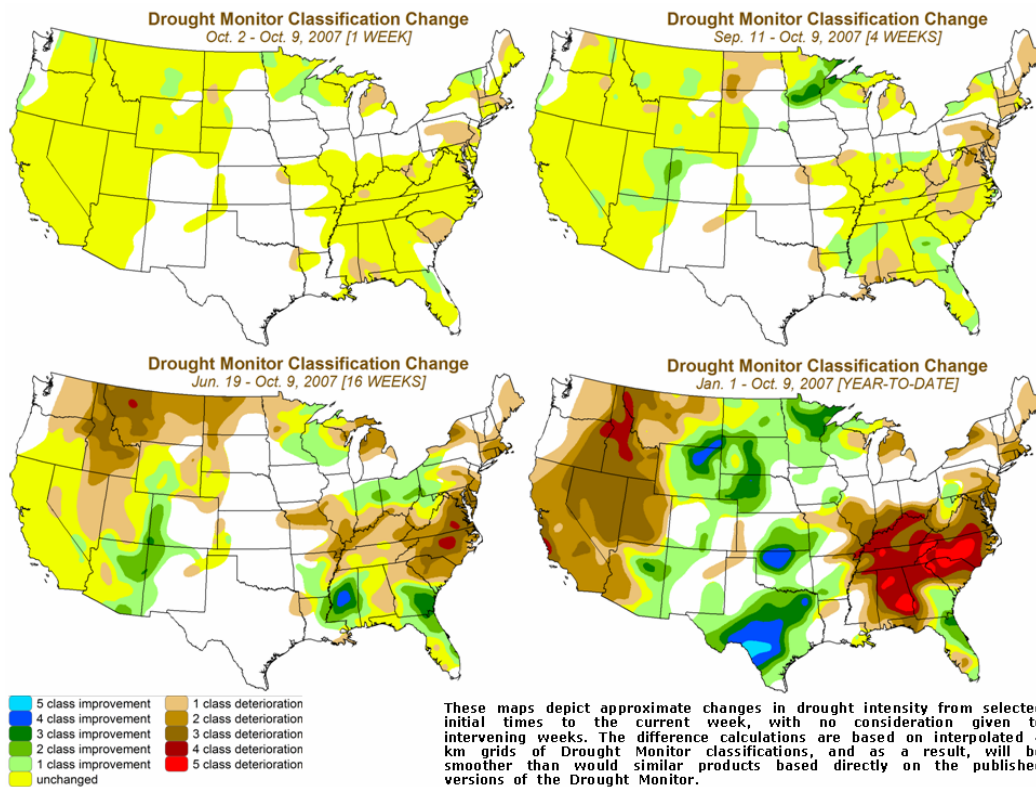 Drought Monitor Classification Change
Oct. 2 - Oct. 9, 2007 [1 WEEK]
Drought Monitor Classification Change
Sep. 11 - Oct. 9, 2007 [4 WEEKS]
Drought Monitor Classification Change
Jun. 19 - Oct. 9, 2007 [16 WEEKS]
Drought Monitor Classification Change
Jan. 1 - Oct. 9, 2007 [YEAR-TO-DATE]
5 class improvement
4 class improvement
3 class improvement
2 class improvement
1 class improvement
unchanged
1 class deterioration
2 class deterioration
3 class deterioration
4 class deterioration
5 class deterioration
These maps depict approximate changes in drought intensity from selected
initial times to the current week, with no consideration given to
intervening weeks. The difference calculations are based on interpolated
km grids of Drought Monitor classifications, and as a result, will be
smoother than would similar products based directly on the published
versions of the Drought Monitor.